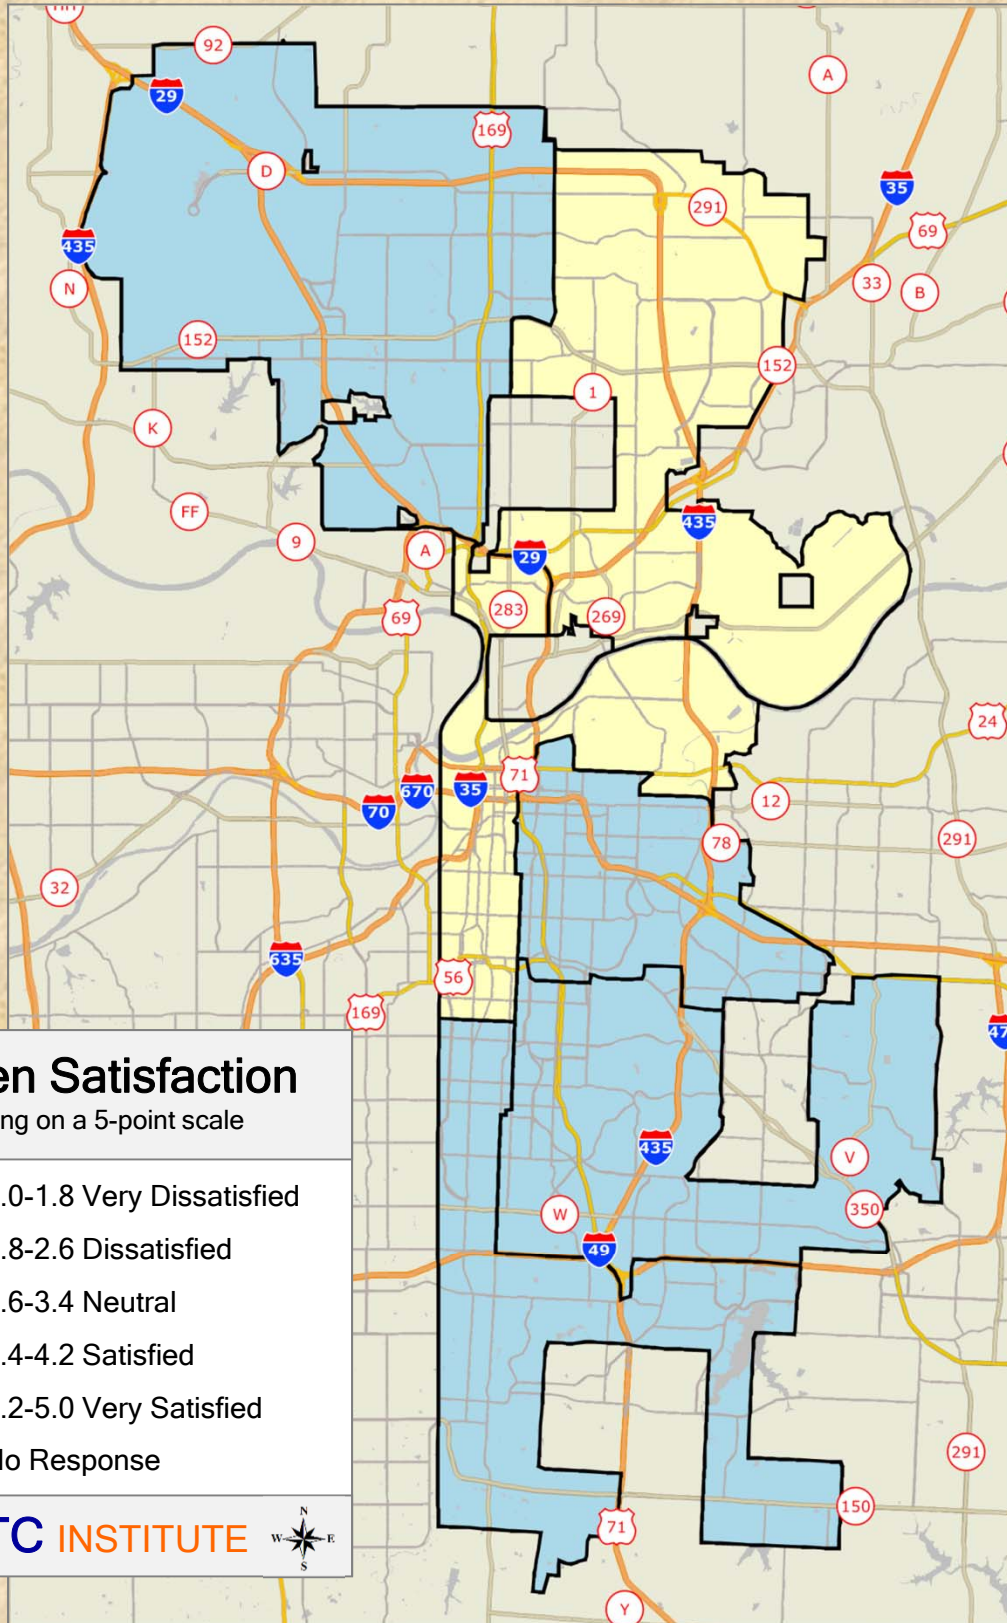 HH
92
A
29
169
D
35
291
69
435
N
33
B
152
152
1
K
FF
435
9
A
29
283
269
69
24
71
670
35
70
12
78
291
32
635
56
169
47
en Satisfaction
ng on a 5-point scale
435
V
.0-1.8 Very Dissatisfied
350
W
.8-2.6 Dissatisfied
49
.6-3.4 Neutral
.4-4.2 Satisfied
.2-5.0 Very Satisfied
lo Response
291
150
TC INSTITUTE
N
W E
S
71
Y